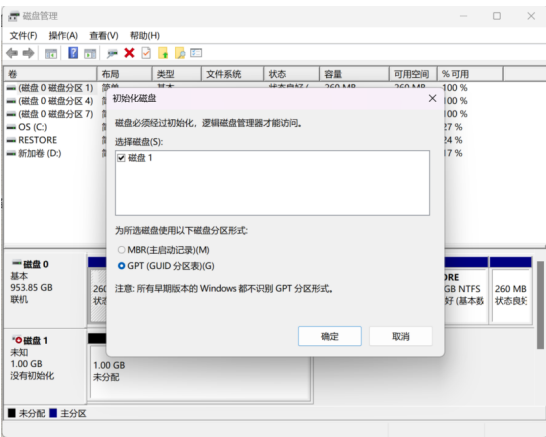 磁盘管理
文件(F) 操作(A) 查看(V) 帮助(H)
卷 布局 类型 文件系统 状态 容量 可用空间 % 可用
(磁盘 0 磁盘分区 1) 100 %
(磁盘 0 磁盘分区 4) 100 %
(磁盘 0 磁盘分区 7) 100 %
OS (C:) 27 %
RESTORE 24 %
新加卷 (D:) 17 %
初始化磁盘
磁盘必须经过初始化，逻辑磁盘管理器才能访问。
选择磁盘(S):
磁盘 1
为所选磁盘使用以下磁盘分区形式:
MBR(主启动记录)(M)
GPT (GUID 分区表)(G)
注意: 所有早期版本的 Windows 都不识别 GPT 分区形式。
确定 取消
磁盘 0
基本
953.85 GB
联机
260
状态
GB NTFS
260 MB
磁盘 1
未知
1.00 GB
没有初始化
1.00 GB
未分配
未分配 主分区